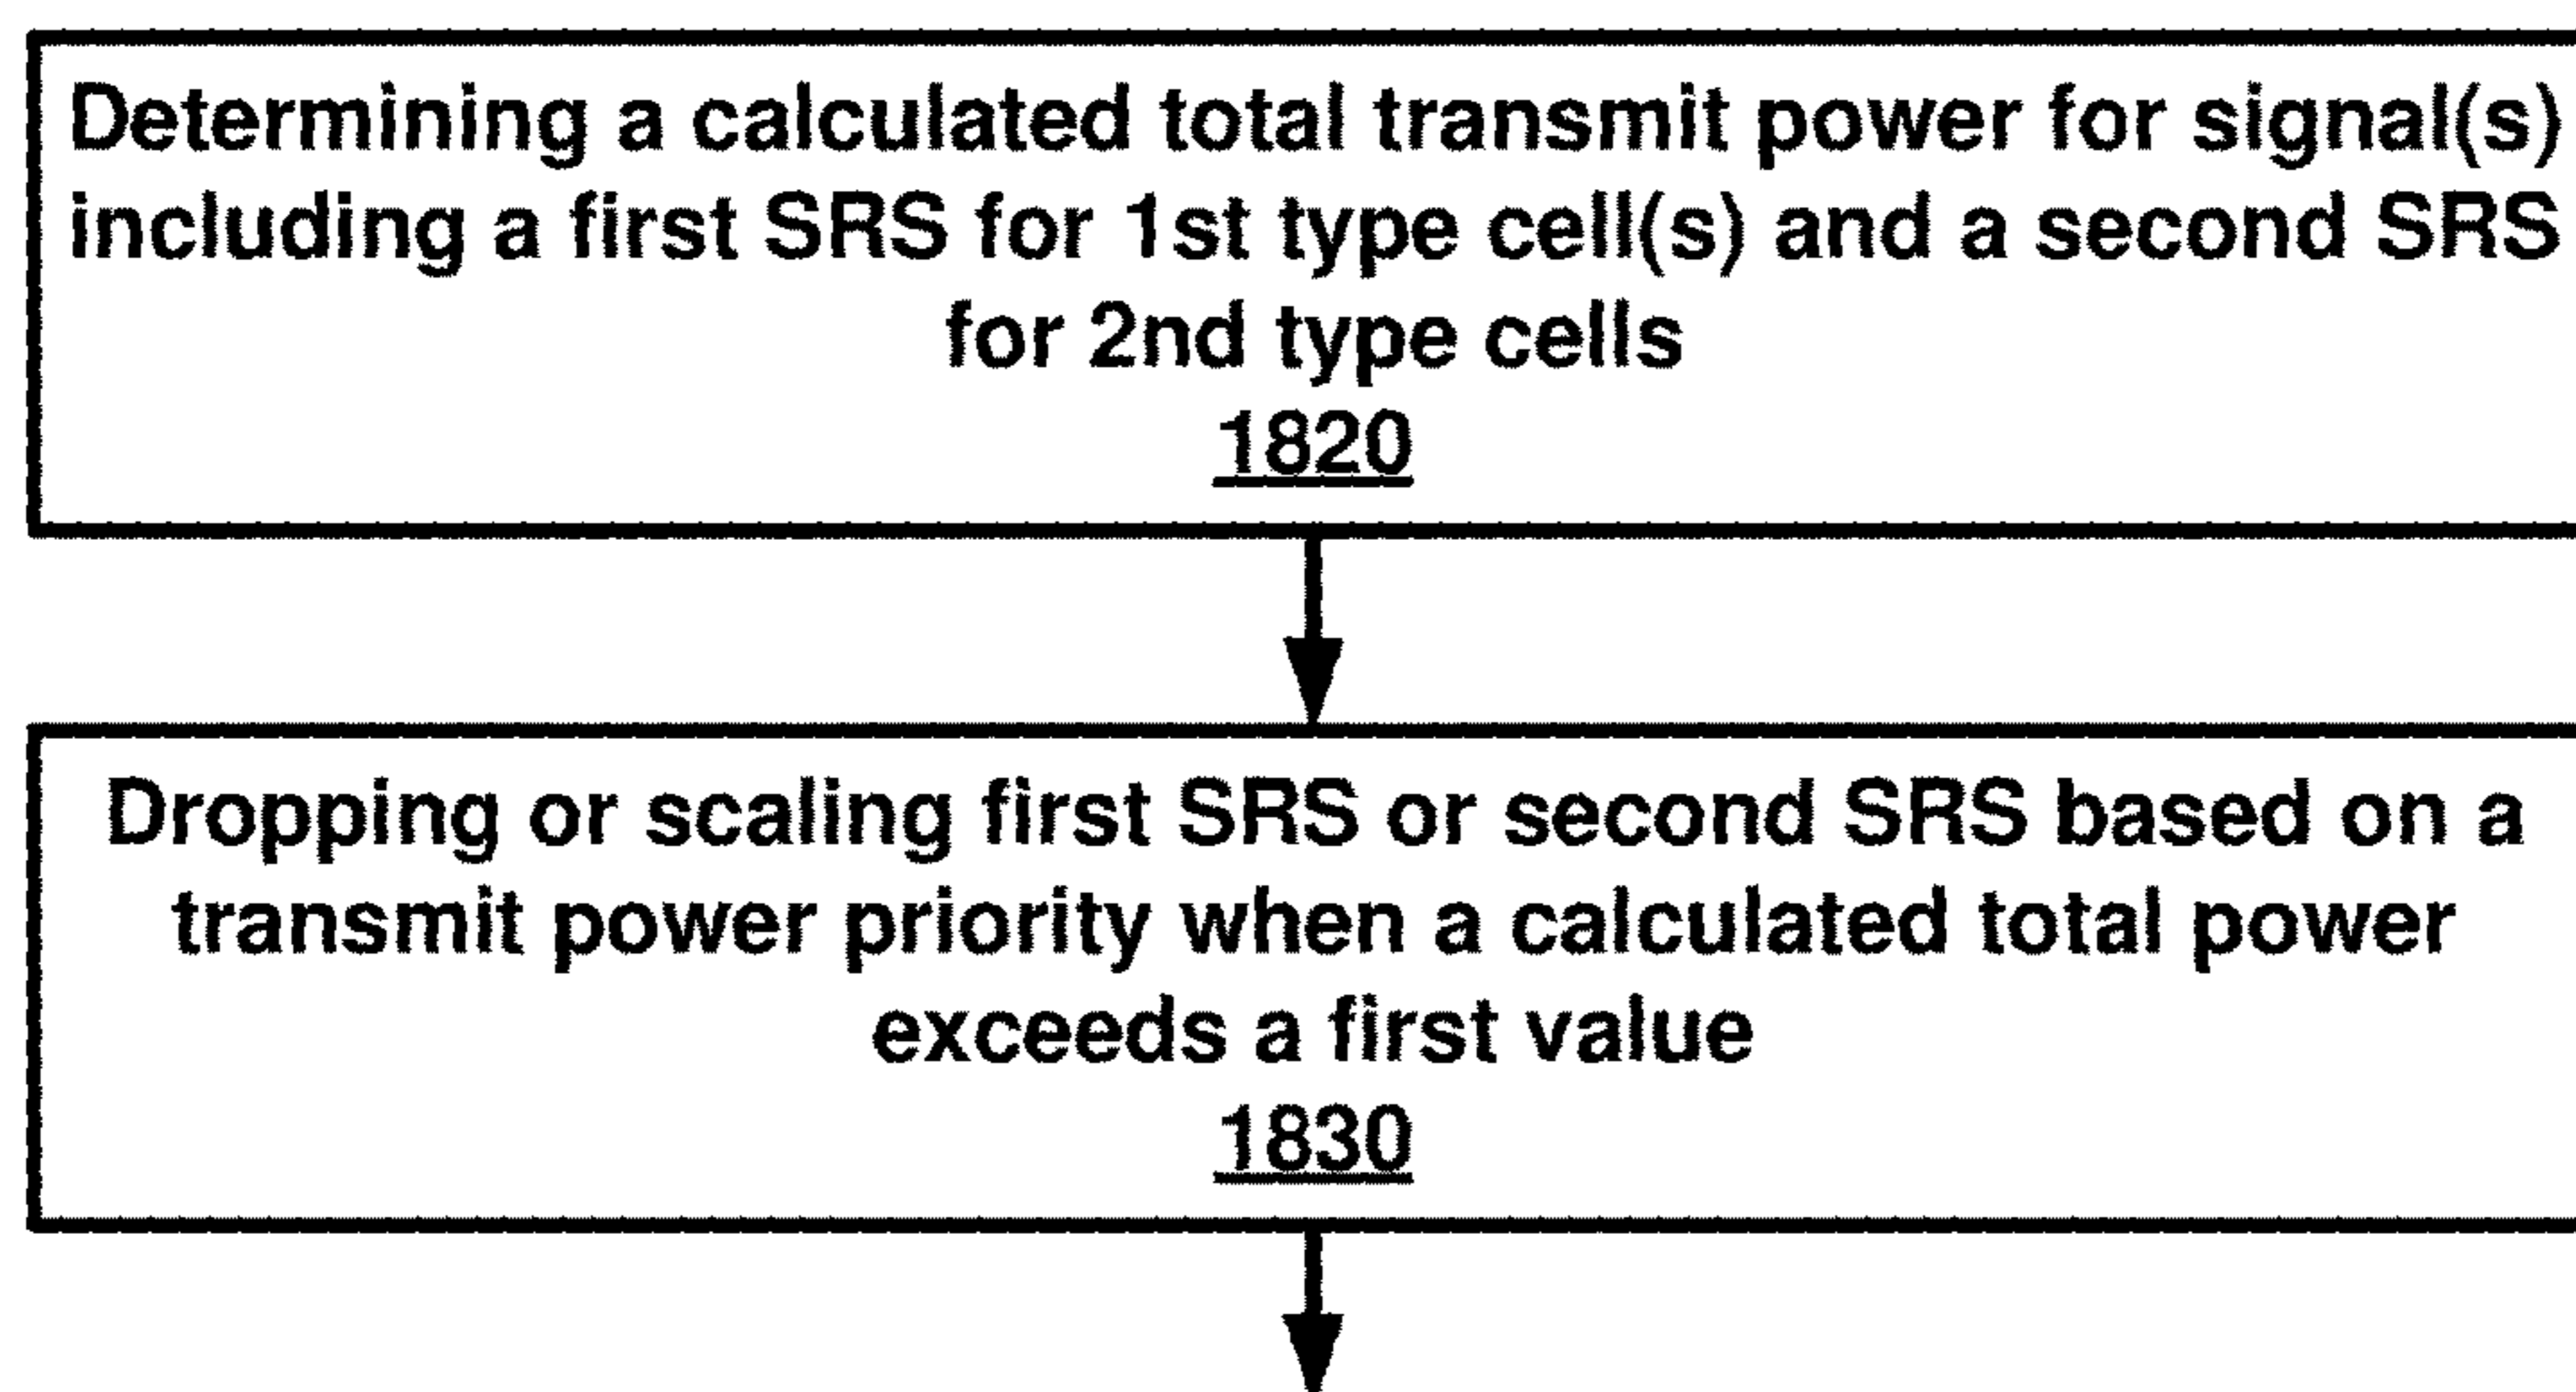 Determining a calculated total transmit power for signal(s)
including a first SRS for 1st type cell(s) and a second SRS
for 2nd type cells
1820
Dropping or scaling first SRS or second SRS based on a
transmit power priority when a calculated total power
exceeds a first value
1830